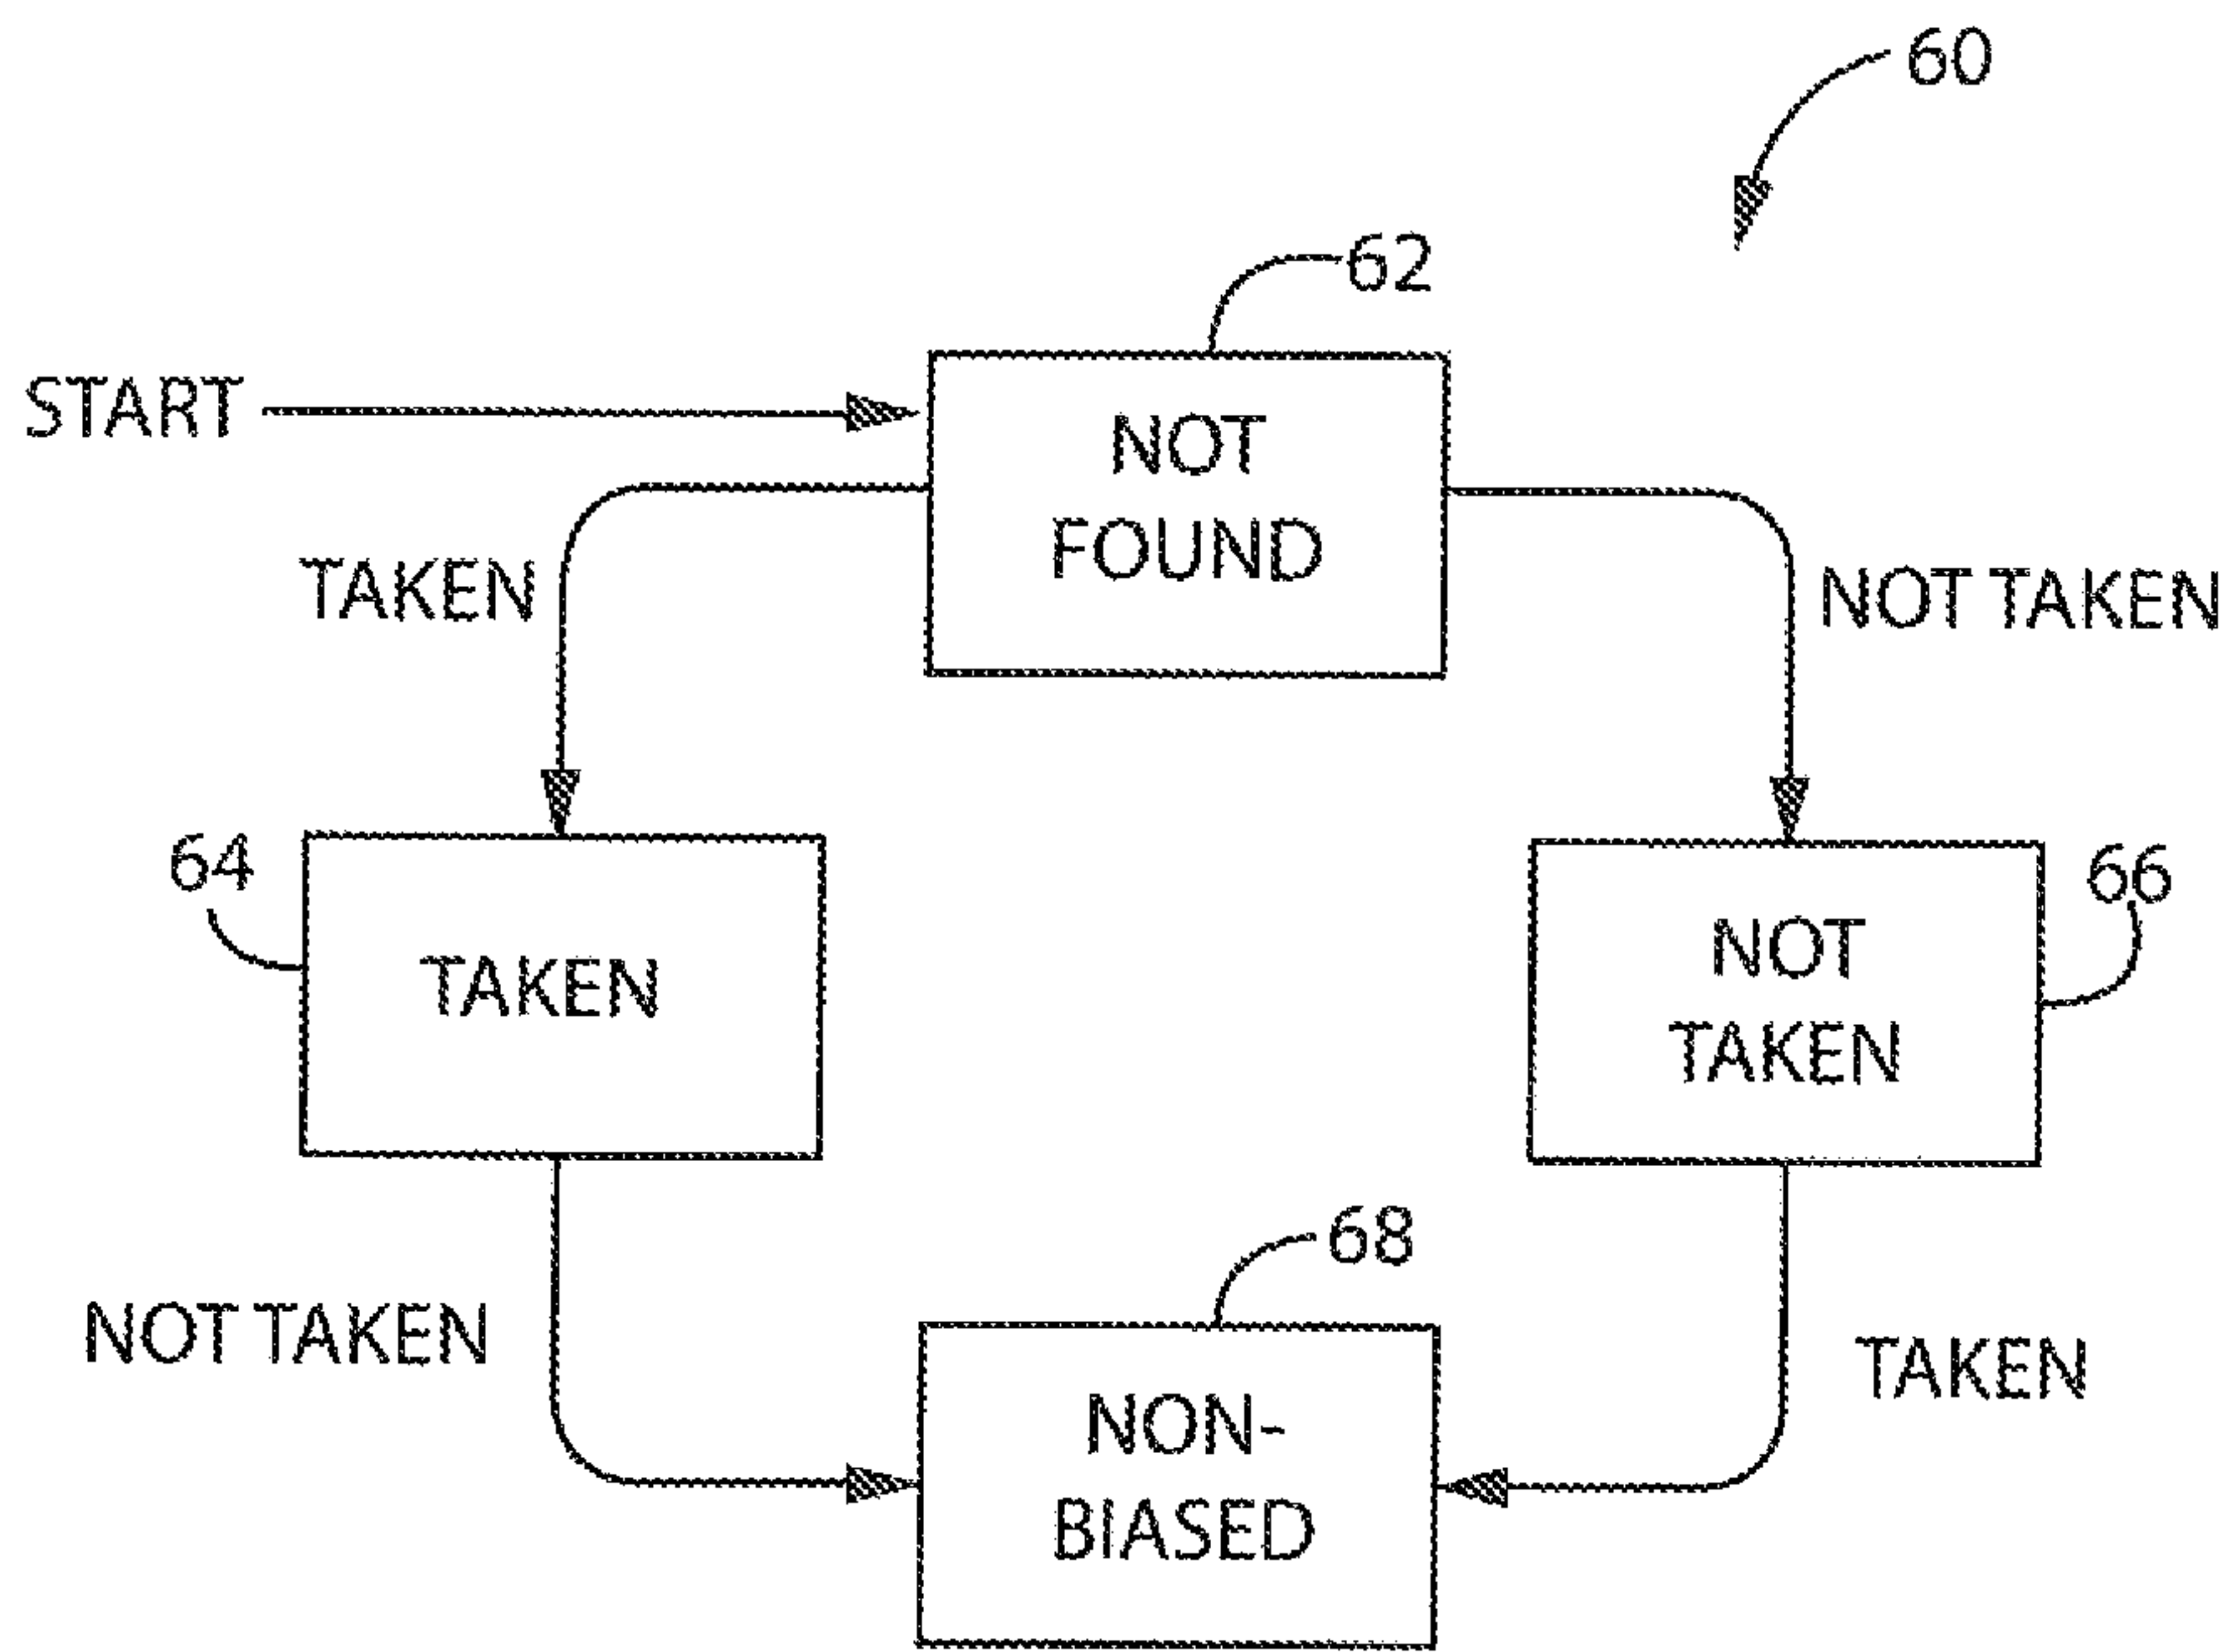 60
62
START
NOT
FOUND
TAKEN
NOT TAKEN
64
TAKEN
66
NOT
TAKEN
68
NOT TAKEN
NON-
BIASED
TAKEN